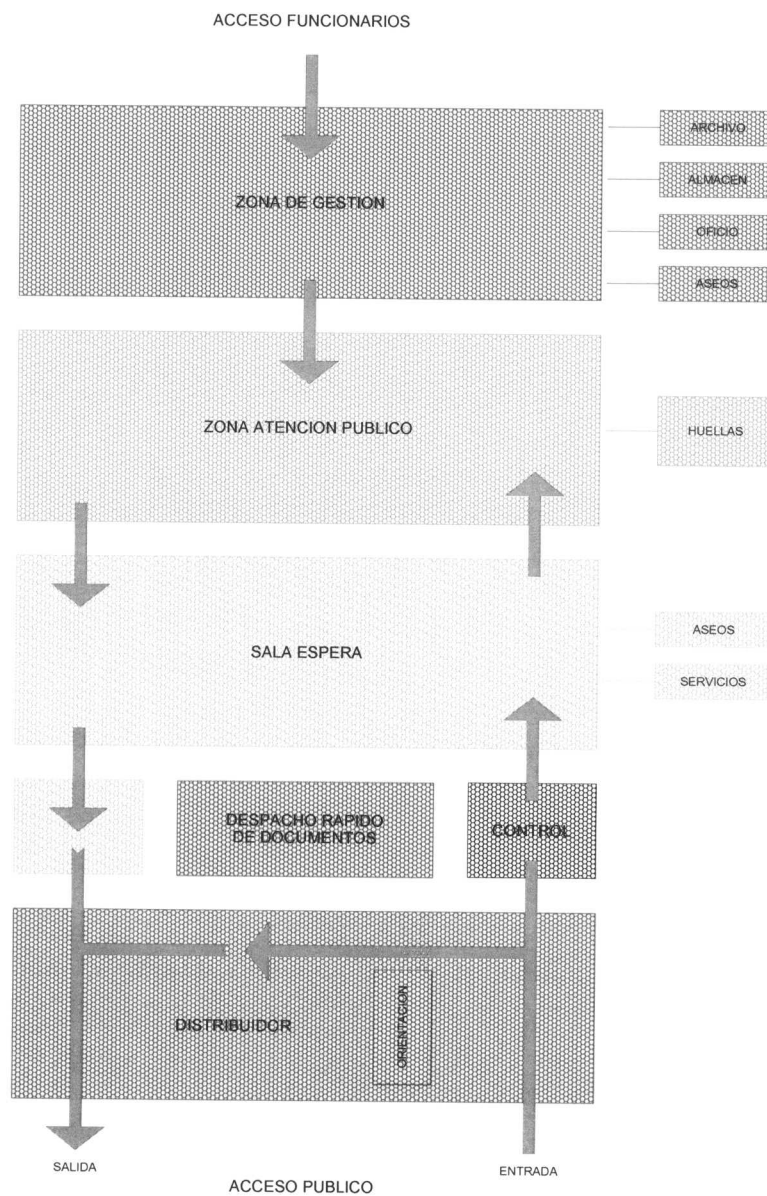 ACCESO FUNCIONARIOS
ARCHIVO
ALMACEN
ZONA DE GESTION
OFICIO
ASEOS
ZONA ATENCION PUBLICO
HUELLAS
ASEOS
SALA ESPERA
SERVICIOS
DESPACHO RAPIDO
DE DOCUMENTOS
CONTROL
DISTRIBUIDOR
ORIENTACION
SALIDA
ENTRADA
ACCESO PUBLICO